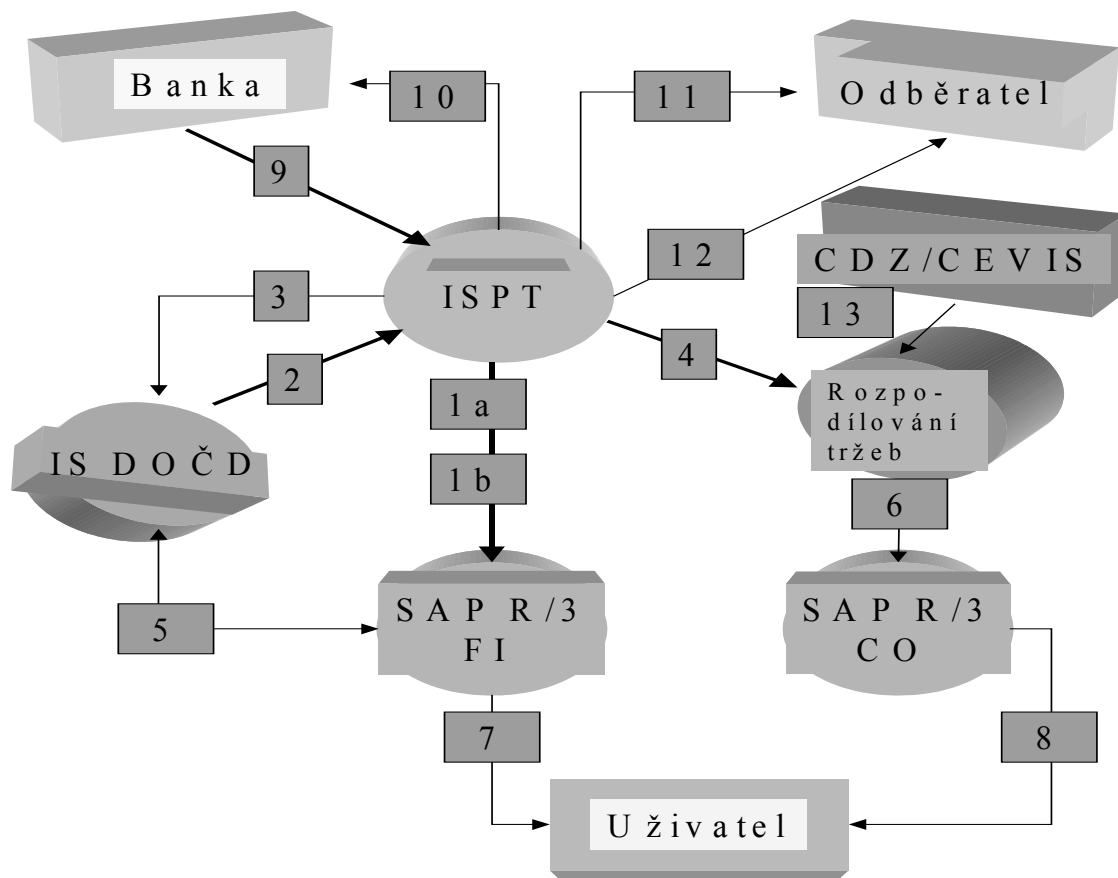 Banka
10
11
Odběratel
9
12
CDZ/CEVIS
3
ISPT
13
2
4
1a
Rozpo-
dílování
tržeb
IS DOČD
1b
6
5
SAP R/3
FI
SAP R/3
CO
7
8
Uživatel